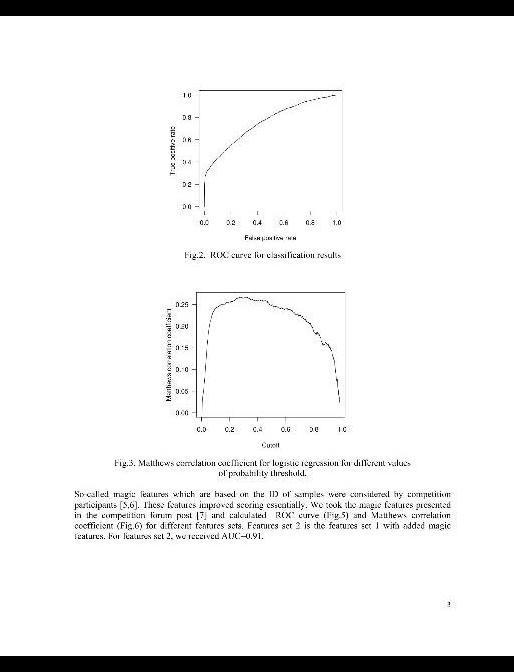 1.0
0.8
0.6
0.4
0.2
0.0
True positive rate
0.0 0.2 0.4 0.6 0.8 1.0
False positive rate
Fig.2. ROC curve for classification results
0.25
0.20
0.15
0.10
0.05
0.00
Matthews correlation coefficient
0.0 0.2 0.4 0.6 0.8 1.0
Cutoff
Fig.3. Matthews correlation coefficient for logistic regression for different values
of probability threshold.
So-called magic features which are based on the ID of samples were considered by competition
participants [5,6]. These features improved scoring essentially. We took the magic features presented
in the competition forum post [7] and calculated ROC curve (Fig.5) and Matthews correlation
coefficient (Fig.6) for different features sets. Features set 2 is the features set 1 with added magic
features. For features set 2, we received AUC=0.91.
3